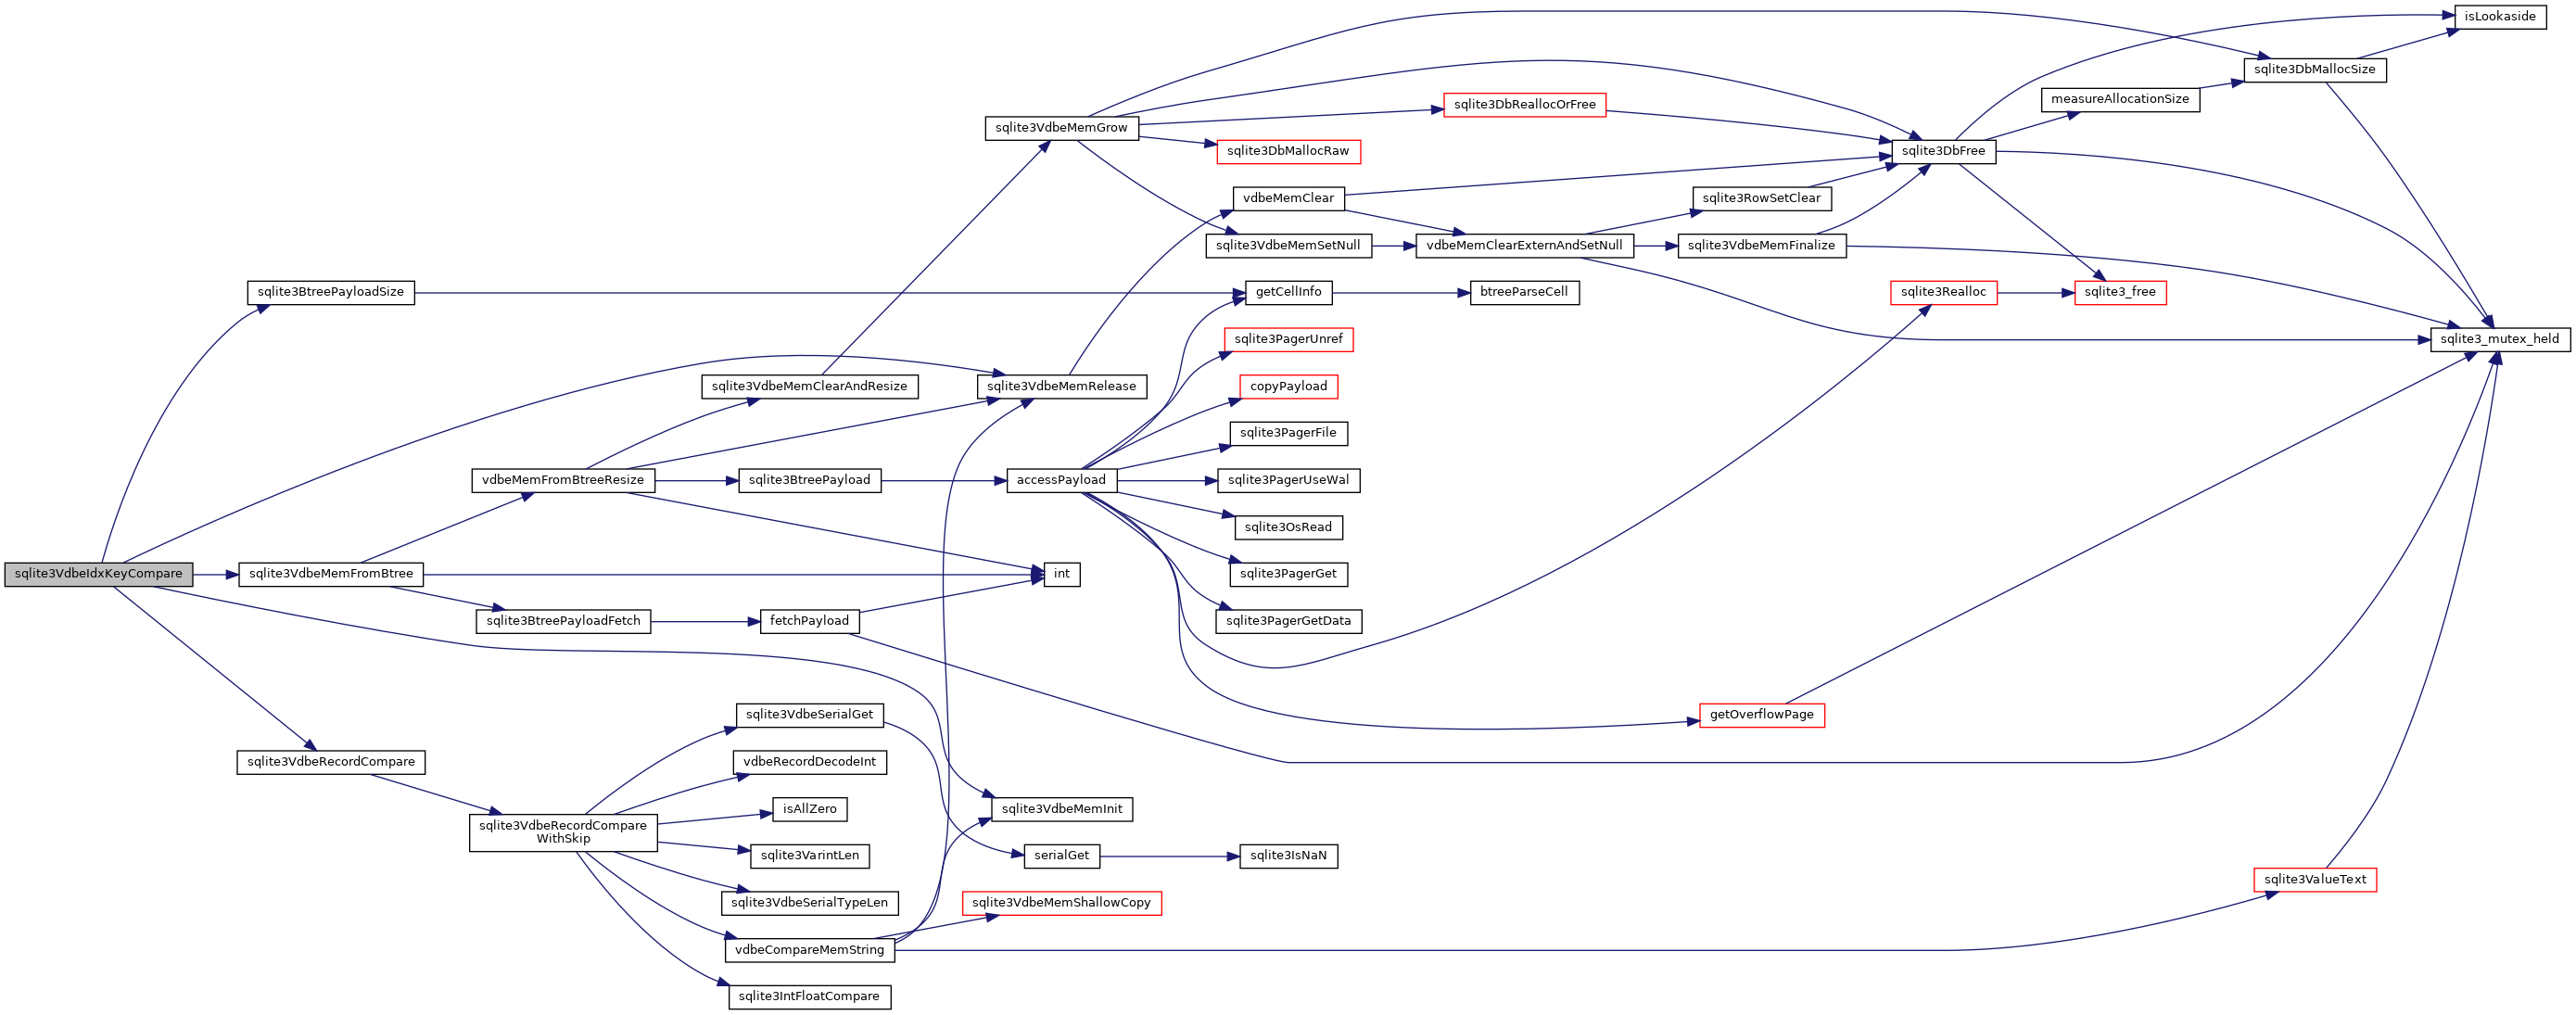 sqlite3VdbeIdxKeyCompare
sqlite3BtreePayloadSize
sqlite3VdbeMemFromBtree
sqlite3VdbeRecordCompare
vdbeMemFromBtreeResize
sqlite3BtreePayloadFetch
sqlite3VdbeRecordCompare
WithSkip
sqlite3VdbeMemClearAndResize
sqlite3BtreePayload
fetchPayload
sqlite3VdbeSerialGet
vdbeRecordDecodeInt
isAllZero
sqlite3VarintLen
sqlite3VdbeSerialTypeLen
vdbeCompareMemString
sqlite3IntFloatCompare
sqlite3VdbeMemGrow
sqlite3VdbeMemRelease
accessPayload
int
sqlite3VdbeMemInit
serialGet
sqlite3VdbeMemShallowCopy
sqlite3DbMallocRaw
vdbeMemClear
sqlite3VdbeMemSetNull
getCellInfo
sqlite3PagerUnref
copyPayload
sqlite3PagerFile
sqlite3PagerUseWal
sqlite3OsRead
sqlite3PagerGet
sqlite3PagerGetData
sqlite3IsNaN
sqlite3DbReallocOrFree
vdbeMemClearExternAndSetNull
btreeParseCell
sqlite3RowSetClear
sqlite3VdbeMemFinalize
getOverflowPage
sqlite3DbFree
sqlite3Realloc
measureAllocationSize
sqlite3_free
sqlite3DbMallocSize
sqlite3ValueText
isLookaside
sqlite3_mutex_held